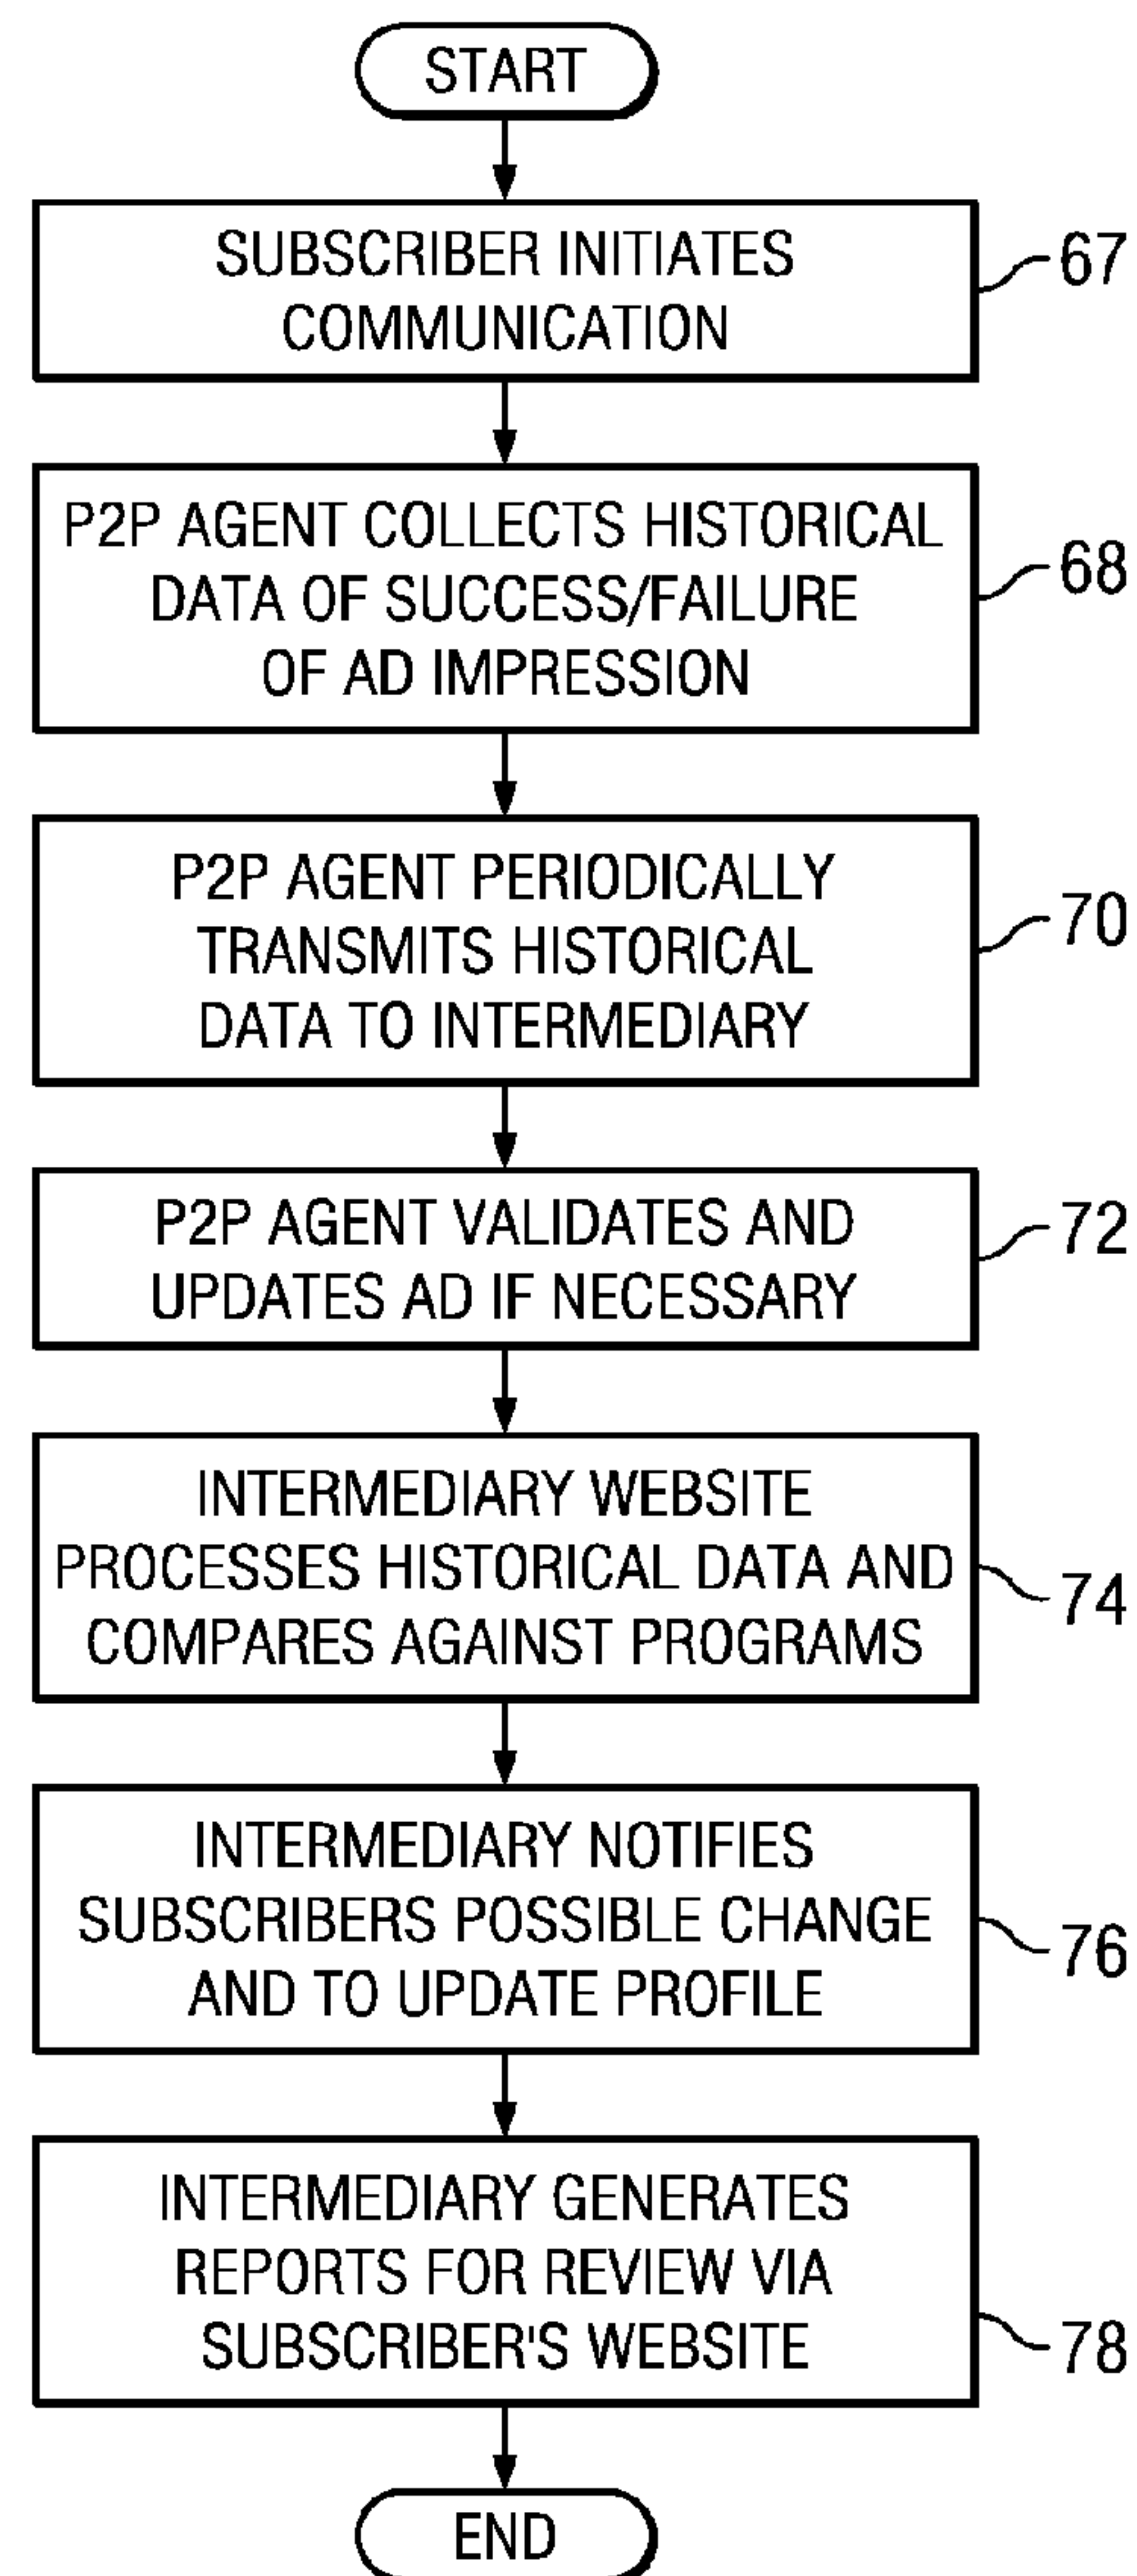 START
SUBSCRIBER INITIATES
COMMUNICATION
67
P2P AGENT COLLECTS HISTORICAL
DATA OF SUCCESS/FAILURE
OF AD IMPRESSION
68
P2P AGENT PERIODICALLY
TRANSMITS HISTORICAL
DATA TO INTERMEDIARY
70
P2P AGENT VALIDATES AND
UPDATES AD IF NECESSARY
72
INTERMEDIARY WEBSITE
PROCESSES HISTORICAL DATA AND
COMPARES AGAINST PROGRAMS
74
INTERMEDIARY NOTIFIES
SUBSCRIBERS POSSIBLE CHANGE
AND TO UPDATE PROFILE
76
INTERMEDIARY GENERATES
REPORTS FOR REVIEW VIA
SUBSCRIBER'S WEBSITE
78
END